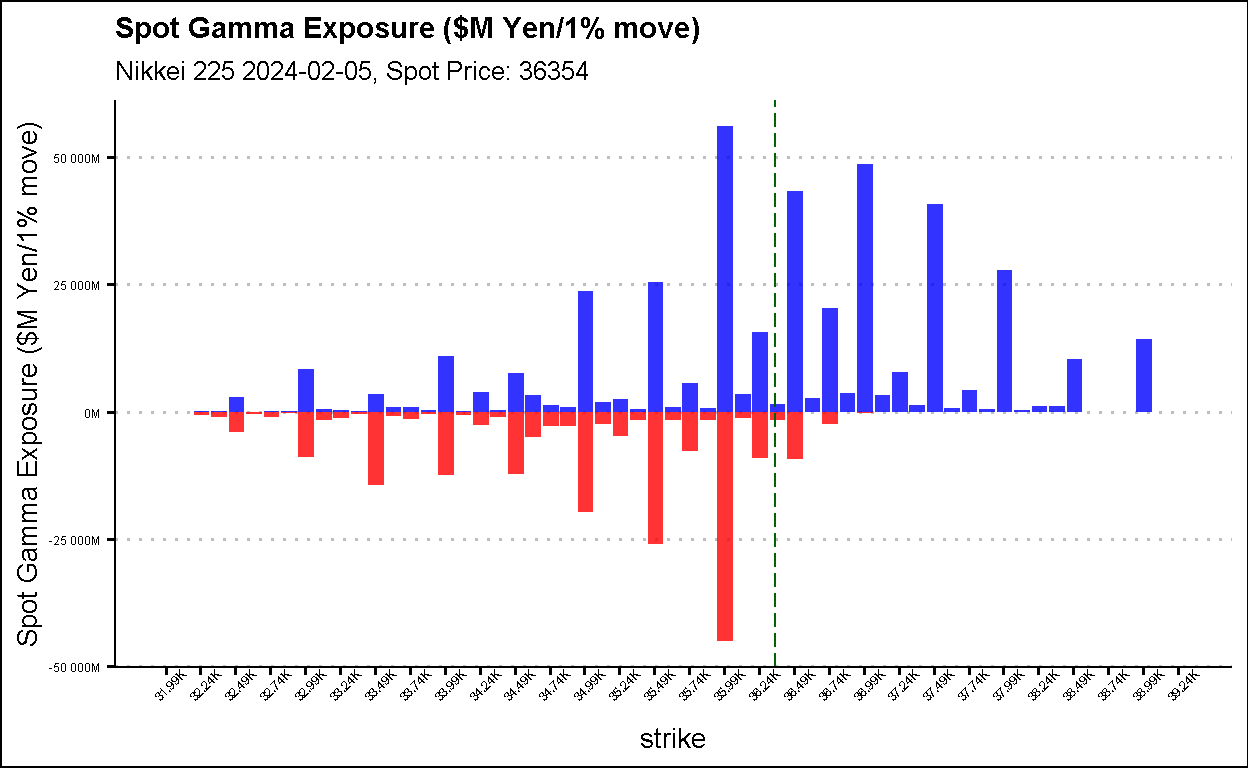 Spot Gamma Exposure ($M Yen/1% move)
Nikkei 225 2024-02-05, Spot Price: 36354
Spot Gamma Exposure ($M Yen/1% move)
50 000M
25 000M
0M
-25 000M
-50 000M
31.99K
32.24K
32.49K
32.74K
32.99K
33.24K
33.49K
33.74K
33.99K
34.24K
34.49K
34.74K
34.99K
35.24K
35.49K
35.74K
35.99K
36.24K
36.49K
36.74K
36.99K
37.24K
37.49K
37.74K
37.99K
38.24K
38.49K
38.74K
38.99K
39.24K
strike